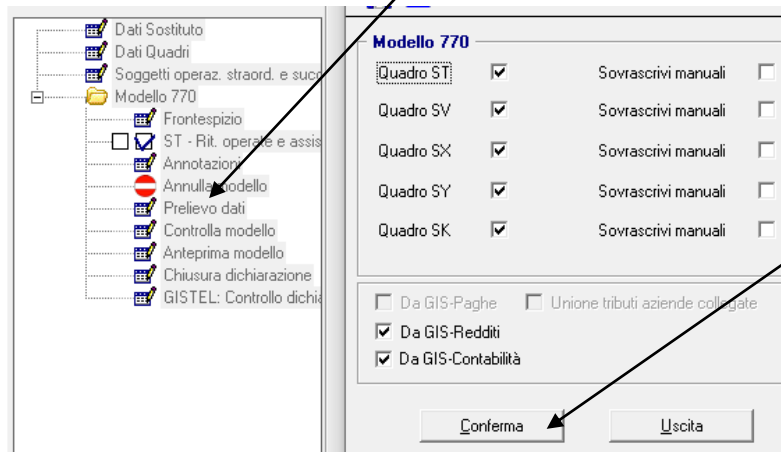 Dati Sostituto
Dati Quadri
Soggetti operaz. straord. e succ
Modello 770
Frontespizio
ST - Rit. operate e assis
Annotazioni
Annulla modello
Prelievo dati
Controlla modello
Anteprima modello
Chiusura dichiarazione
GISTEL: Controllo dichia
Modello 770
Quadro ST Sovrascrivi manuali
Quadro SV Sovrascrivi manuali
Quadro SX Sovrascrivi manuali
Quadro SY Sovrascrivi manuali
Quadro SK Sovrascrivi manuali
Da GIS-Paghe Unione tributi aziende collegate
Da GIS-Redditi
Da GIS-Contabilità
Conferma Uscita